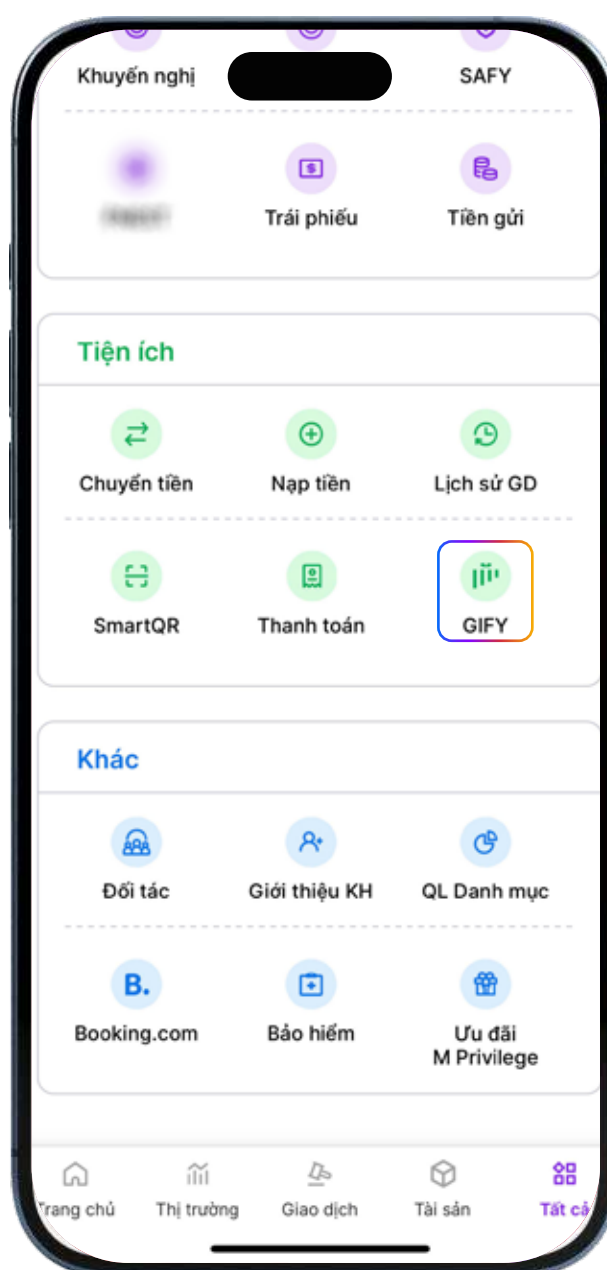 Khuyến nghị
SAFY
Trái phiếu
Tiền gửi
Tiện ích
Chuyển tiền
Nạp tiền
Lịch sử GD
SmartQR
Thanh toán
GIFY
Khác
Đối tác
Giới thiệu KH
QL Danh mục
B.
Booking.com
Bảo hiểm
Ưu đãi
M Privilege
Trang chủ
Thị trường
Giao dịch
Tài sản
Tất cả